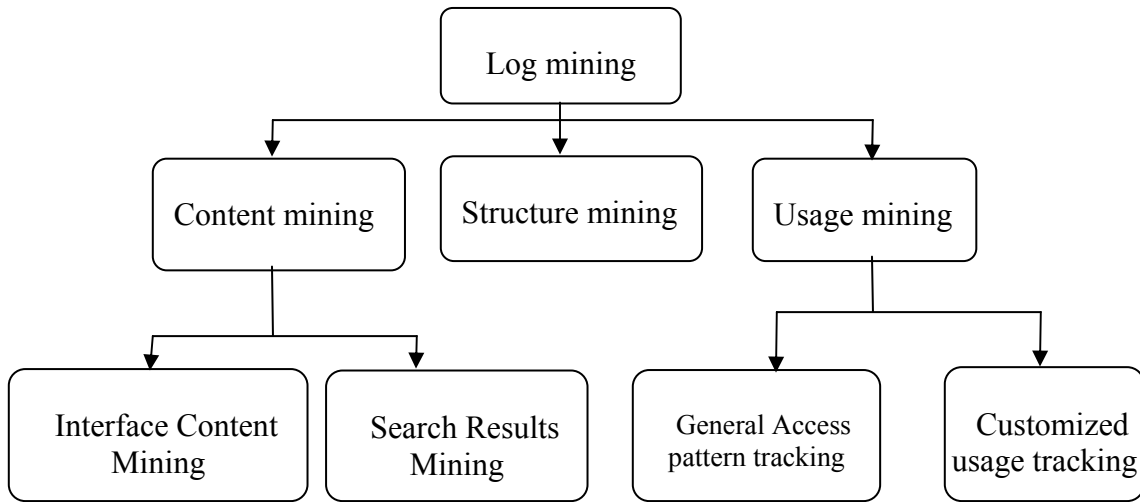 Log mining
Content mining
Structure mining
Usage mining
Interface Content
Mining
Search Results
Mining
General Access
pattern tracking
Customized
usage tracking